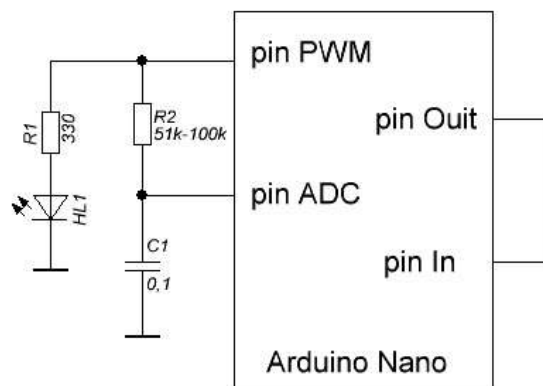 pin PWM
R1
330
R2
51k-100k
pin Ouit
pin ADC
HL1
C1
0,1
pin In
Arduino Nano